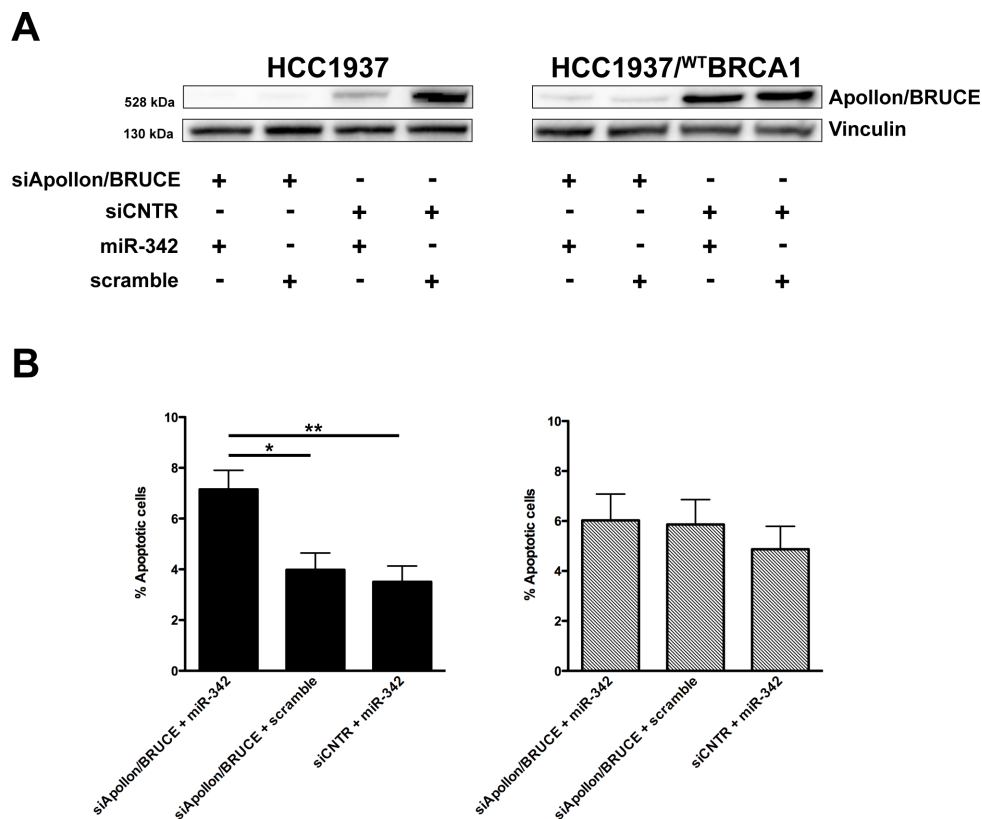 A
HCC1937
HCC1937/WTBRCA1
528 kDa
Apollon/BRUCE
130 kDa
Vinculin
siApollon/BRUCE + + - - + + - -
siCNTR - - + + - - + +
miR-342 + - + - + - + -
scramble - + - + - + - +
B
10
8
6
4
2
0
% Apoptotic cells
**
*
siApollon/BRUCE + miR-342
siApollon/BRUCE + scramble
siCNTR + miR-342
10
8
6
4
2
0
% Apoptotic cells
siApollon/BRUCE + miR-342
siApollon/BRUCE + scramble
siCNTR + miR-342